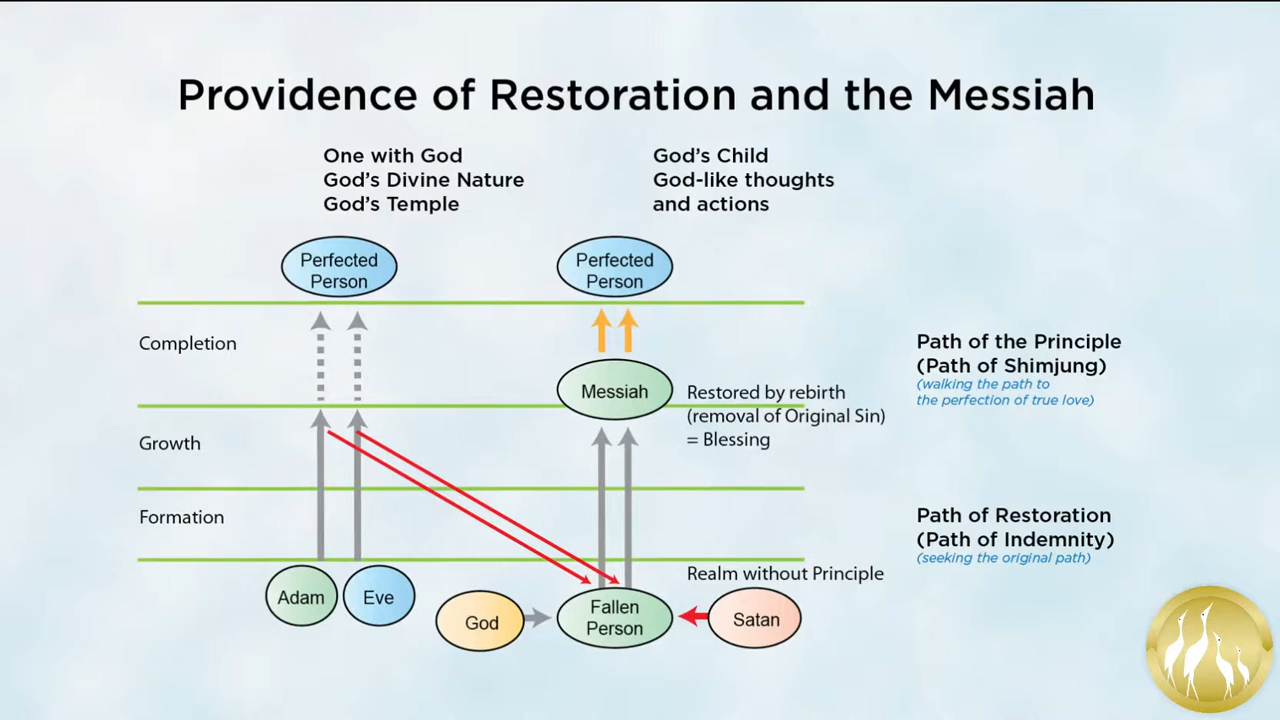 Providence of Restoration and the Messiah
One with God
God's Divine Nature
God's Temple
God's Child
God-like thoughts
and actions
Perfected
Person
Perfected
Person
Completion
Path of the Principle
(Path of Shimjung)
(walking the path to
the perfection of true love)
Messiah
Restored by rebirth
(removal of Original Sin)
= Blessing
Growth
Formation
Path of Restoration
(Path of Indemnity)
(seeking the original path)
Realm without Principle
Adam
Eve
God
Fallen
Person
Satan